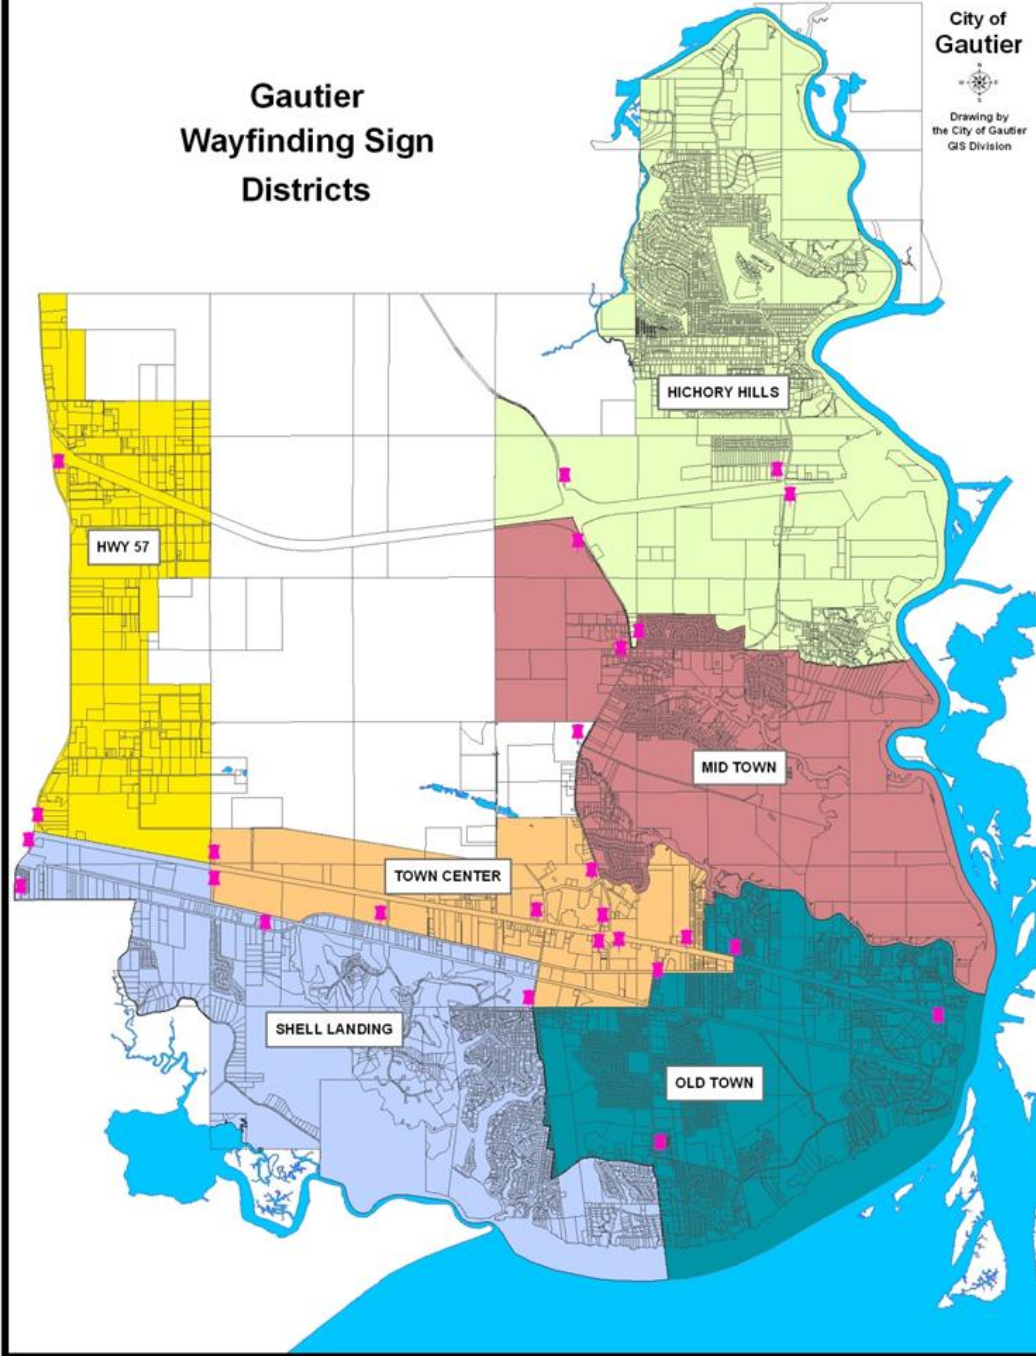 Gautier
Wayfinding Sign
Districts
City of
Gautier
N
W E
S
Drawing by
the City of Gautier
GIS Division
HICHORY HILLS
HWY 57
MID TOWN
TOWN CENTER
SHELL LANDING
OLD TOWN